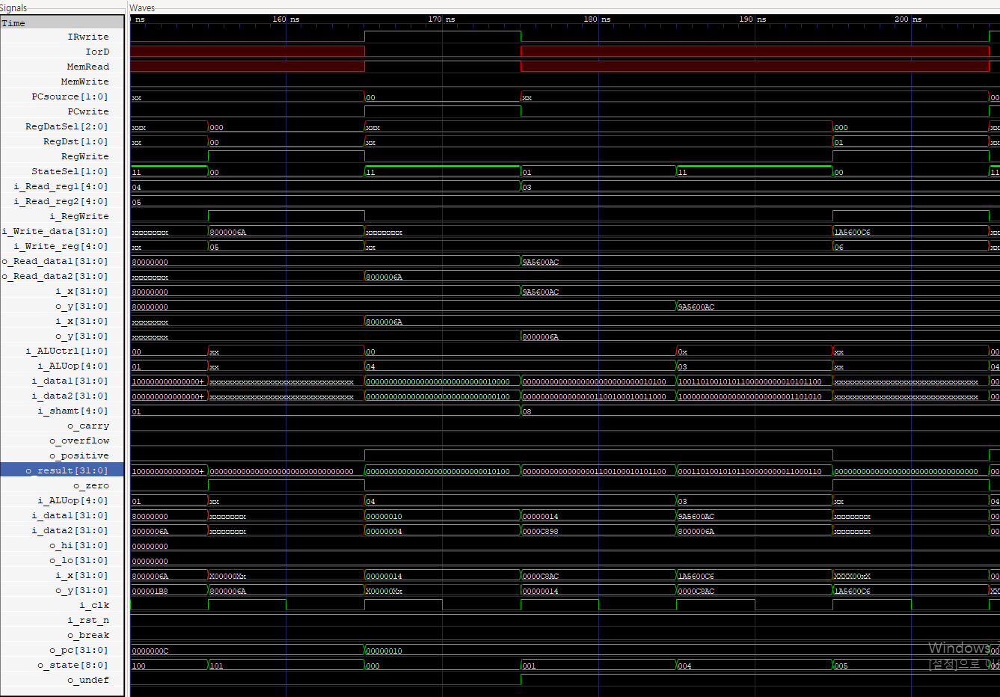 Signals Waves
Time ns 160 ns 170 ns 180 ns 190 ns 200 ns
IRwrite
IorD
MemRead
MemWrite
PCsource[1:0] xx 00 xx 00
PCwrite
RegDatSel[2:0] xxx 000 xxx 000 xx
RegDst[1:0] xx 00 xx 01 xx
RegWrite
StateSel[1:0] 11 00 11 01 11 00 11
i_Read_reg1[4:0] 04 03
i_Read_reg2[4:0] 05
i_RegWrite
i_Write_data[31:0] xxxxxxxx 8000006A xxxxxxxx 1A5600C6 xx
i_Write_reg[4:0] xx 05 xx 06 xx
o_Read_data1[31:0] 80000000 9A5600AC
o_Read_data2[31:0] xxxxxxxx 8000006A
i_x[31:0] 80000000 9A5600AC
o_y[31:0] 80000000 9A5600AC
i_x[31:0] xxxxxxxx 8000006A
o_y[31:0] xxxxxxxx 8000006A
i_ALUctrl[1:0] 00 xx 00 0x xx 00
i_ALUop[4:0] 01 xx 04 03 xx 04
i_data1[31:0] 100000000000000+ xxxxxxxxxxxxxxxxxxxxxxxxxxxxxxxx 00000000000000000000000000010000 00000000000000000000000000010100 10011010010101100000000010101100 xxxxxxxxxxxxxxxxxxxxxxxxxxxxxxxx 00
i_data2[31:0] 000000000000000+ xxxxxxxxxxxxxxxxxxxxxxxxxxxxxxxx 00000000000000000000000000000100 00000000000000001100100010011000 10000000000000000000000001101010 xxxxxxxxxxxxxxxxxxxxxxxxxxxxxxxx 00
i_shamt[4:0] 01 08
o_carry
o_overflow
o_positive
o_result[31:0] 100000000000000+ 00000000000000000000000000000000 00000000000000000000000000010100 00000000000000001100100010101100 00011010010101100000000011000110 00000000000000000000000000000000 00
o_zero
i_ALUop[4:0] 01 xx 04 03 xx 04
i_data1[31:0] 80000000 xxxxxxxx 00000010 00000014 9A5600AC xxxxxxxx 00
i_data2[31:0] 0000006A xxxxxxxx 00000004 0000C898 8000006A xxxxxxxx 00
o_hi[31:0] 00000000
o_lo[31:0] 00000000
i_x[31:0] 8000006A X00000Xx 00000014 0000C8AC 1A5600C6 XXXX00xX 00
o_y[31:0] 000001B8 8000006A X00000Xx 00000014 0000C8AC 1A5600C6 XX
i_clk
i_rst_n
o_break
o_pc[31:0] 0000000C 00000010 00
o_state[8:0] 100 101 000 001 004 005
o_undef
Windows
[설정]으로